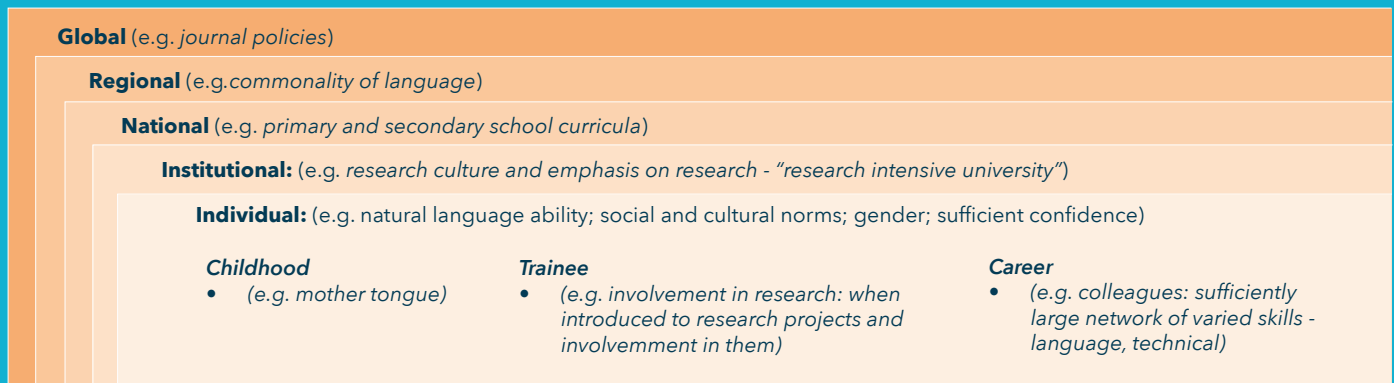 Global (e.g. journal policies)
Regional (e.g.commonality of language)
National (e.g. primary and secondary school curricula)
Institutional: (e.g. research culture and emphasis on research - “research intensive university”)
Individual: (e.g. natural language ability; social and cultural norms; gender; sufficient confidence)
Childhood
• (e.g. mother tongue)
Trainee
• (e.g. involvement in research: when
introduced to research projects and
involvemment in them)
Career
• (e.g. colleagues: sufficiently
large network of varied skills -
language, technical)